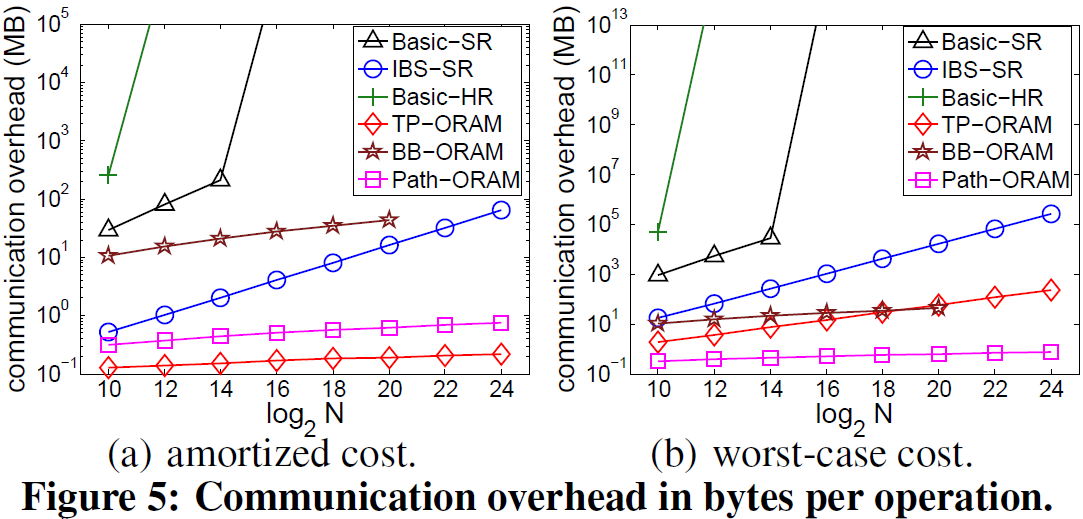 communication overhead (MB)
10^5
10^4
10^3
10^2
10^1
10^0
10^-1
10 12 14 16 18 20 22 24
log2 N
Basic−SR
IBS−SR
Basic−HR
TP−ORAM
BB−ORAM
Path−ORAM
(a) amortized cost.
communication overhead (MB)
10^13
10^11
10^9
10^7
10^5
10^3
10^1
10^-1
10 12 14 16 18 20 22 24
log2 N
Basic−SR
IBS−SR
Basic−HR
TP−ORAM
BB−ORAM
Path−ORAM
(b) worst-case cost.
Figure 5: Communication overhead in bytes per operation.